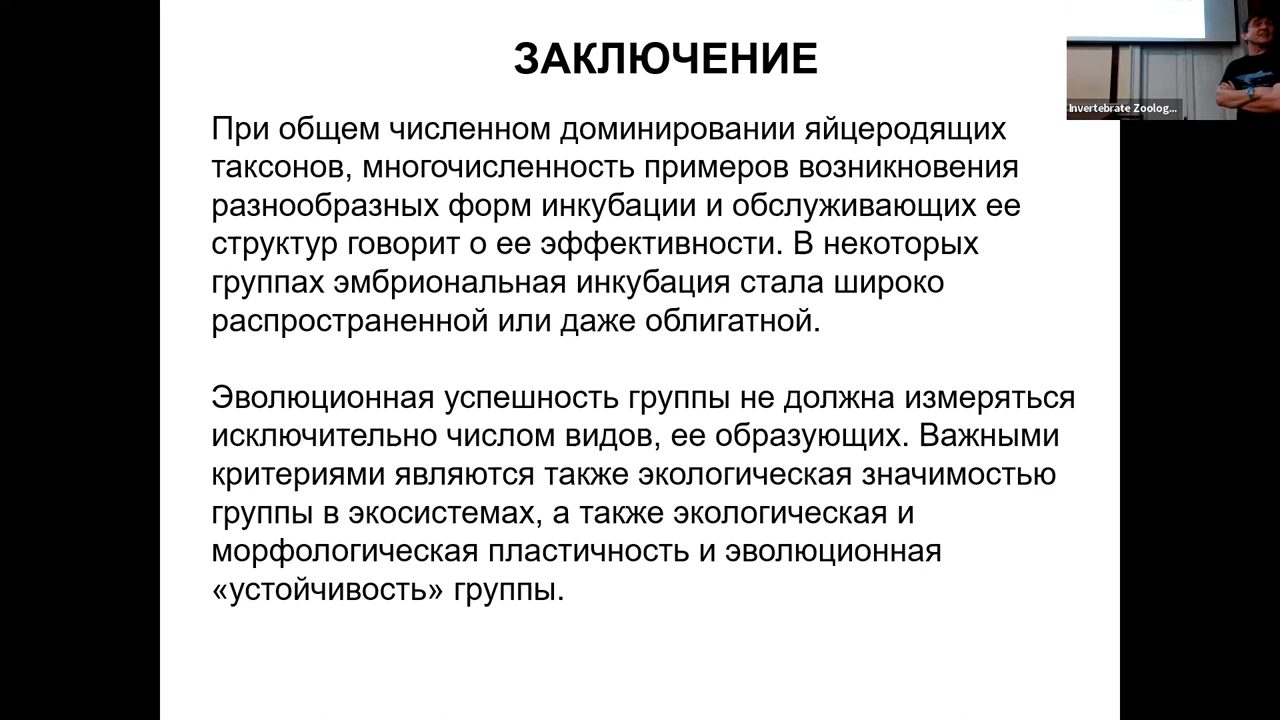 ЗАКЛЮЧЕНИЕ
Invertebrate Zoolog...
При общем численном доминировании яйцеродящих
таксонов, многочисленность примеров возникновения
разнообразных форм инкубации и обслуживающих ее
структур говорит о ее эффективности. В некоторых
группах эмбриональная инкубация стала широко
распространенной или даже облигатной.
Эволюционная успешность группы не должна измеряться
исключительно числом видов, ее образующих. Важными
критериями являются также экологическая значимостью
группы в экосистемах, а также экологическая и
морфологическая пластичность и эволюционная
«устойчивость» группы.